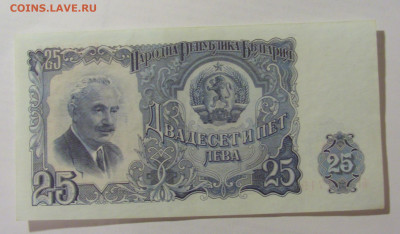 COINS.LAVE.RU
25
НАРОДНА РЕПУБЛИКА БЪЛГАРИЯ
ДВАДЕСЕТ И ПЕТ
ЛЕВА
25
25
25